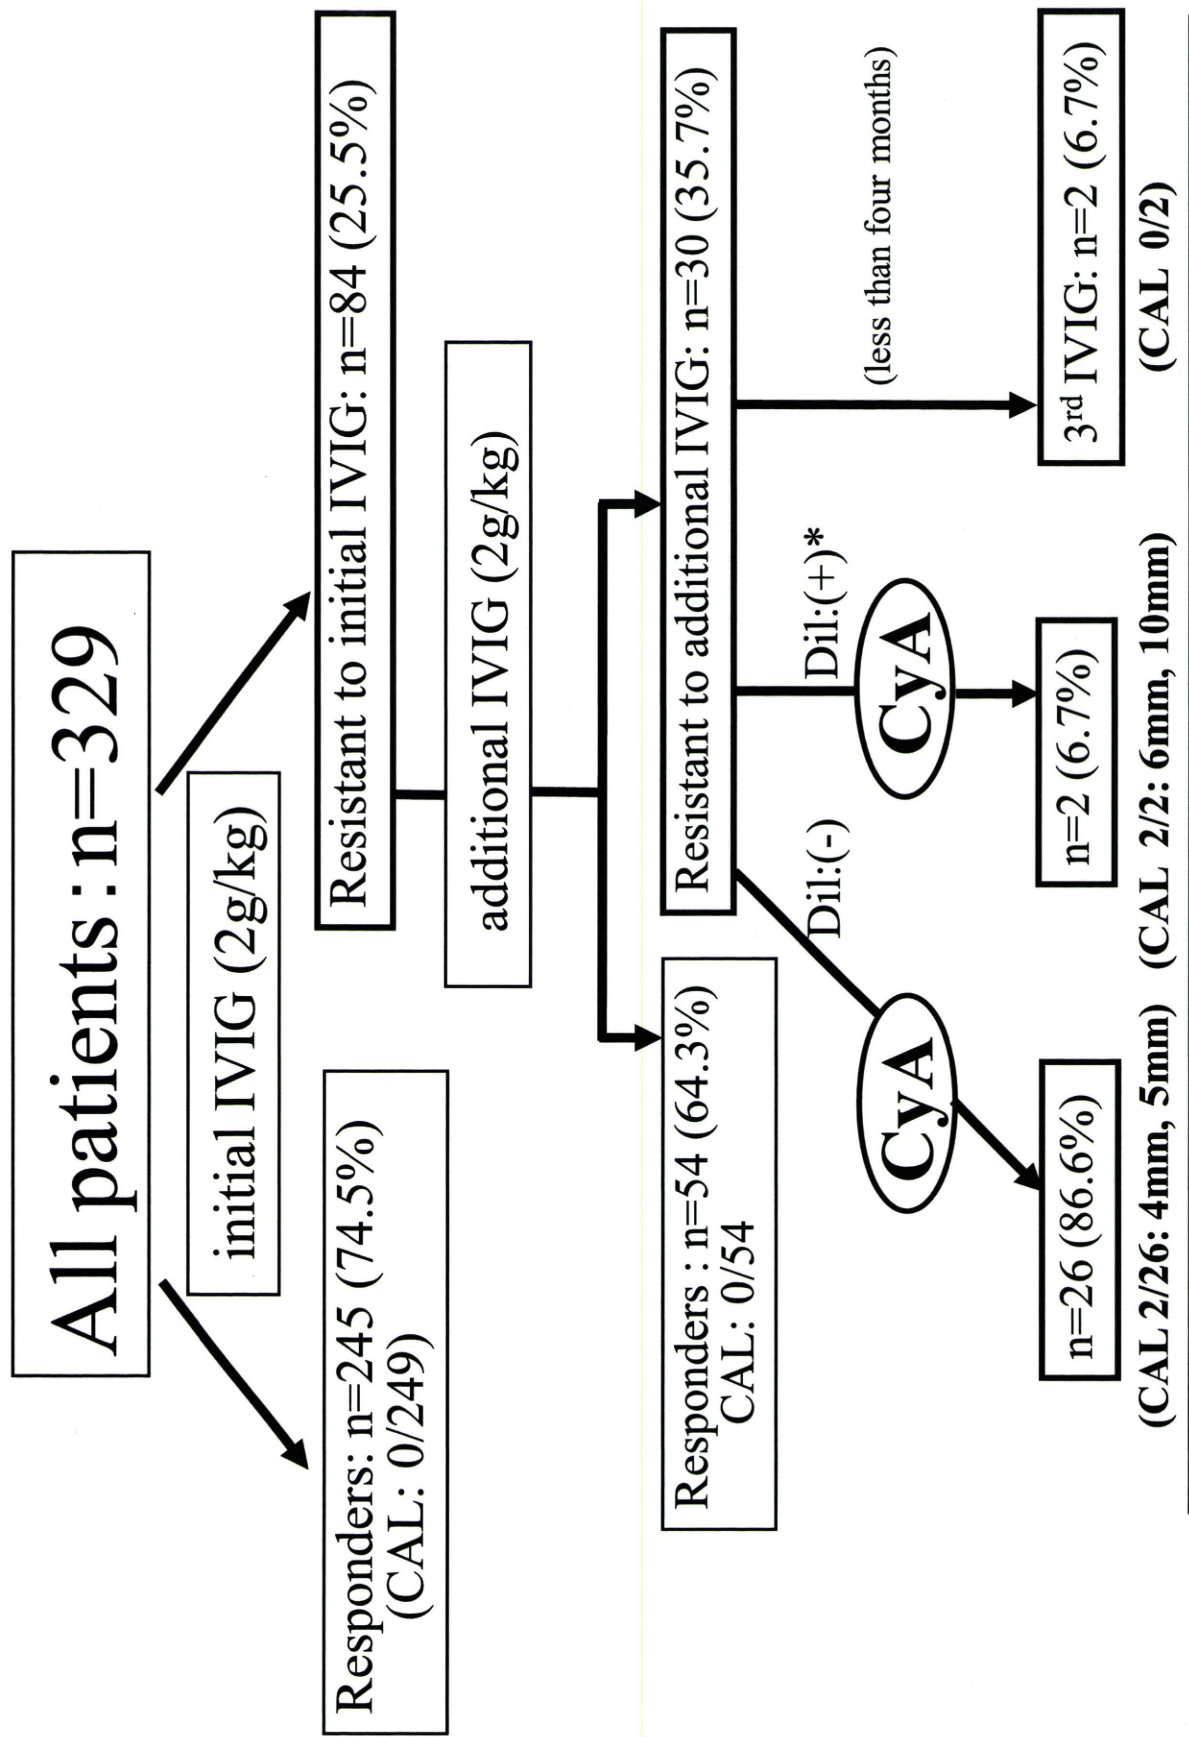 All patients : n=329
initial IVIG (2g/kg)
Responders: n=245 (74.5%)
(CAL: 0/249)
Resistant to initial IVIG: n=84 (25.5%)
additional IVIG (2g/kg)
Responders : n=54 (64.3%)
CAL: 0/54
Resistant to additional IVIG: n=30 (35.7%)
Dil:(-)
Dil:(+)*
(less than four months)
CyA
CyA
n=26 (86.6%)
n=2 (6.7%)
3rd IVIG: n=2 (6.7%)
(CAL 2/26: 4mm, 5mm)
(CAL 2/2: 6mm, 10mm)
(CAL 0/2)